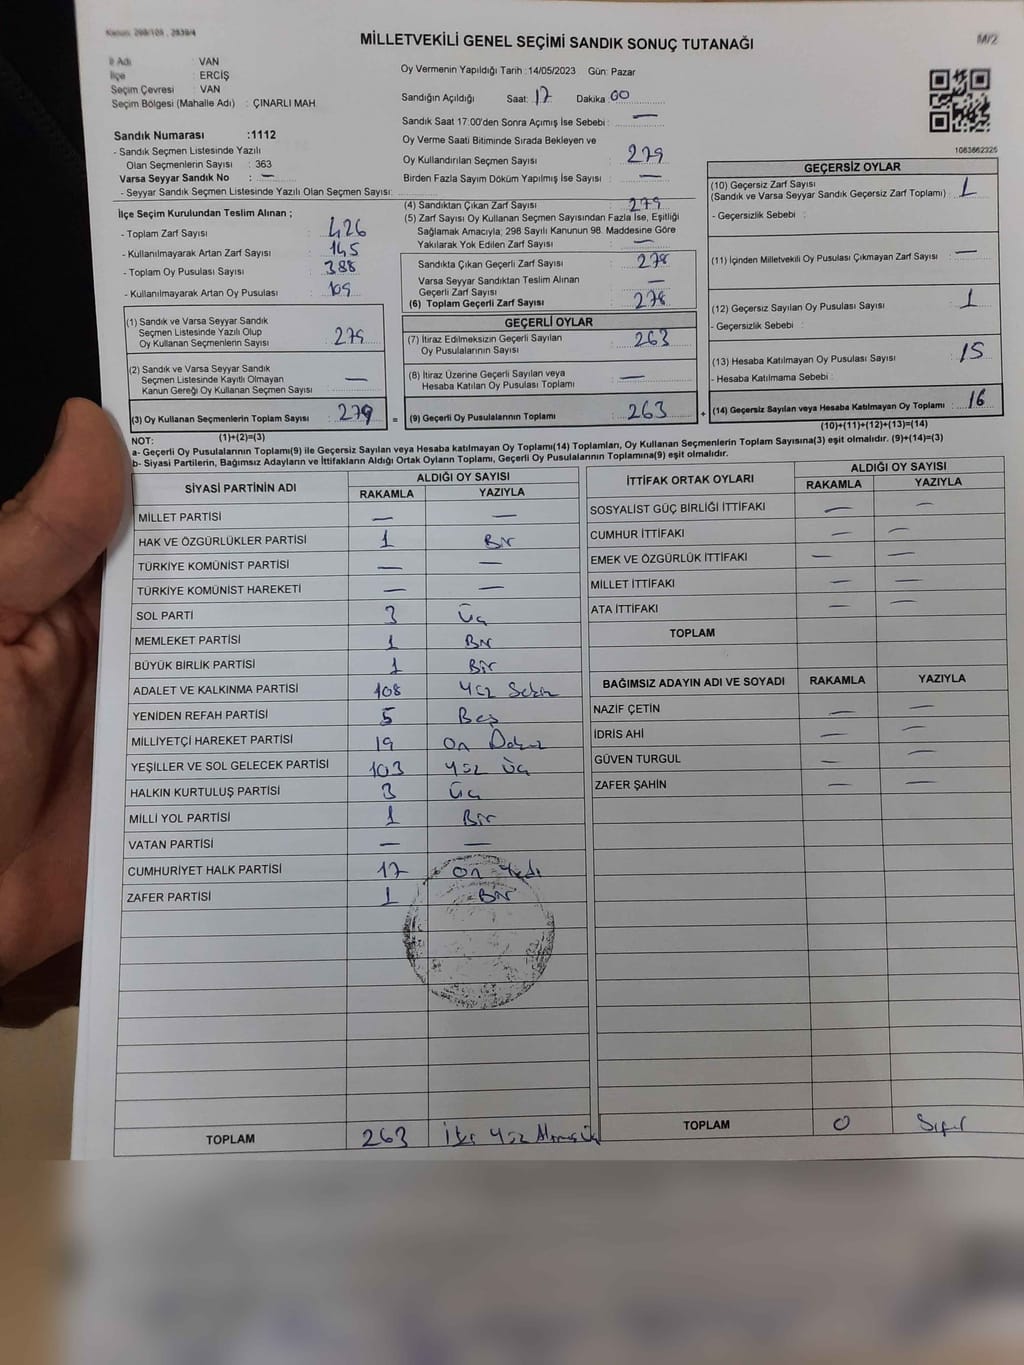 Kanun: 298/105 , 2839/4
MİLLETVEKİLİ GENEL SEÇİMİ SANDIK SONUÇ TUTANAĞI
M/2
İl Adı : VAN
İlçe : ERCİŞ
Seçim Çevresi : VAN
Seçim Bölgesi (Mahalle Adı) : ÇINARLI MAH.
Sandık Numarası :1112
- Sandık Seçmen Listesinde Yazılı
Olan Seçmenlerin Sayısı : 363
Varsa Seyyar Sandık No : —
- Seyyar Sandık Seçmen Listesinde Yazılı Olan Seçmen Sayısı:
İlçe Seçim Kurulundan Teslim Alınan ;
- Toplam Zarf Sayısı : 426
- Kullanılmayarak Artan Zarf Sayısı : 145
- Toplam Oy Pusulası Sayısı : 388
- Kullanılmayarak Artan Oy Pusulası : 109
(1) Sandık ve Varsa Seyyar Sandık
Seçmen Listesinde Yazılı Olup
Oy Kullanan Seçmenlerin Sayısı : 279
(2) Sandık ve Varsa Seyyar Sandık
Seçmen Listesinde Kayıtlı Olmayan
Kanun Gereği Oy Kullanan Seçmen Sayısı : —
(3) Oy Kullanan Seçmenlerin Toplam Sayısı : 279
(1)+(2)=(3)
Oy Vermenin Yapıldığı Tarih :14/05/2023 Gün: Pazar
Sandığın Açıldığı Saat: 17 Dakika 00
Sandık Saat 17:00'den Sonra Açımış İse Sebebi : —
Oy Verme Saati Bitiminde Sırada Bekleyen ve
Oy Kullandırılan Seçmen Sayısı : 279
Birden Fazla Sayım Döküm Yapılmış İse Sayısı : —
(4) Sandıktan Çıkan Zarf Sayısı : 279
(5) Zarf Sayısı Oy Kullanan Seçmen Sayısından Fazla İse, Eşitliği
Sağlamak Amacıyla; 298 Sayılı Kanunun 98. Maddesine Göre
Yakılarak Yok Edilen Zarf Sayısı : —
Sandıkta Çıkan Geçerli Zarf Sayısı : 278
Varsa Seyyar Sandıktan Teslim Alınan
Geçerli Zarf Sayısı : —
(6) Toplam Geçerli Zarf Sayısı : 278
GEÇERLİ OYLAR
(7) İtiraz Edilmeksizin Geçerli Sayılan
Oy Pusulalarının Sayısı : 263
(8) İtiraz Üzerine Geçerli Sayılan veya
Hesaba Katılan Oy Pusulası Toplamı : —
= (9) Geçerli Oy Pusulalarının Toplamı : 263
1083662325
GEÇERSİZ OYLAR
(10) Geçersiz Zarf Sayısı
(Sandık ve Varsa Seyyar Sandık Geçersiz Zarf Toplamı) : 1
- Geçersizlik Sebebi :
(11) İçinden Milletvekili Oy Pusulası Çıkmayan Zarf Sayısı : —
(12) Geçersiz Sayılan Oy Pusulası Sayısı : 1
- Geçersizlik Sebebi :
(13) Hesaba Katılmayan Oy Pusulası Sayısı : 15
- Hesaba Katılmama Sebebi :
+ (14) Geçersiz Sayılan veya Hesaba Katılmayan Oy Toplamı : 16
(10)+(11)+(12)+(13)=(14)
NOT:
a- Geçerli Oy Pusulalarının Toplamı(9) ile Geçersiz Sayılan veya Hesaba katılmayan Oy Toplamı(14) Toplamları, Oy Kullanan Seçmenlerin Toplam Sayısına(3) eşit olmalıdır. (9)+(14)=(3)
b- Siyasi Partilerin, Bağımsız Adayların ve İttifakların Aldığı Ortak Oyların Toplamı, Geçerli Oy Pusulalarının Toplamına(9) eşit olmalıdır.
SİYASİ PARTİNİN ADI ALDIĞI OY SAYISI
RAKAMLA YAZIYLA
MİLLET PARTİSİ — —
HAK VE ÖZGÜRLÜKLER PARTİSİ 1 Bir
TÜRKİYE KOMÜNİST PARTİSİ — —
TÜRKİYE KOMÜNİST HAREKETİ — —
SOL PARTİ 3 Üç
MEMLEKET PARTİSİ 1 Bir
BÜYÜK BİRLİK PARTİSİ 1 Bir
ADALET VE KALKINMA PARTİSİ 108 Yüz Sekiz
YENİDEN REFAH PARTİSİ 5 Beş
MİLLİYETÇİ HAREKET PARTİSİ 19 On Dokuz
YEŞİLLER VE SOL GELECEK PARTİSİ 103 Yüz Üç
HALKIN KURTULUŞ PARTİSİ 3 Üç
MİLLİ YOL PARTİSİ 1 Bir
VATAN PARTİSİ — —
CUMHURİYET HALK PARTİSİ 17 On Yedi
ZAFER PARTİSİ 1 Bir
TOPLAM 263 İki Yüz Altmış Üç
İTTİFAK ORTAK OYLARI ALDIĞI OY SAYISI
RAKAMLA YAZIYLA
SOSYALİST GÜÇ BİRLİĞİ İTTİFAKI — —
CUMHUR İTTİFAKI — —
EMEK VE ÖZGÜRLÜK İTTİFAKI — —
MİLLET İTTİFAKI — —
ATA İTTİFAKI — —
TOPLAM
BAĞIMSIZ ADAYIN ADI VE SOYADI RAKAMLA YAZIYLA
NAZİF ÇETİN — —
İDRİS AHİ — —
GÜVEN TURGUL — —
ZAFER ŞAHİN — —
TOPLAM 0 Sıfır